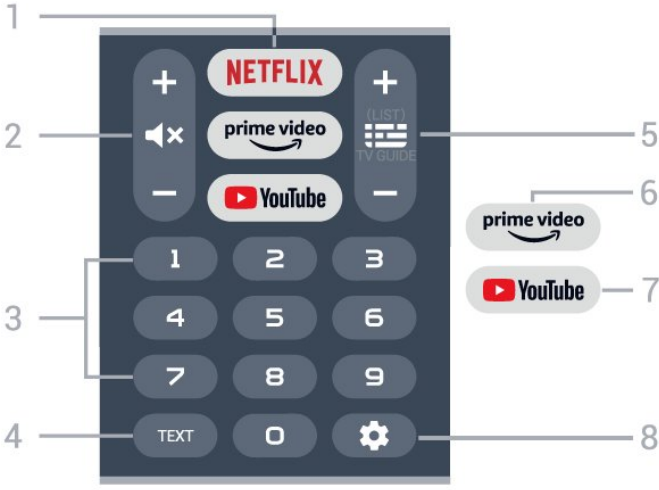 1
NETFLIX
+ +
2
(LIST)
prime video
TV GUIDE
5
- -
YouTube
6
prime video
1 2 3
YouTube
7
3
4 5 6
7 8 9
4
TEXT 0
8